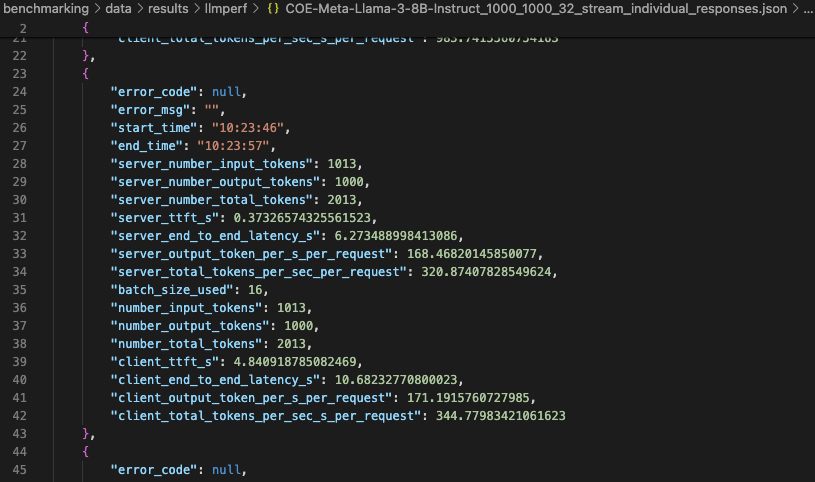 benchmarking > data > results > llmperf > {} COE-Meta-Llama-3-8B-Instruct_1000_1000_32_stream_individual_responses.json > ...
2 {
21 "client_total_tokens_per_sec_s_per_request": 983.7413360754163
22 },
23 {
24 "error_code": null,
25 "error_msg": "",
26 "start_time": "10:23:46",
27 "end_time": "10:23:57",
28 "server_number_input_tokens": 1013,
29 "server_number_output_tokens": 1000,
30 "server_number_total_tokens": 2013,
31 "server_ttft_s": 0.37326574325561523,
32 "server_end_to_end_latency_s": 6.273488998413086,
33 "server_output_token_per_s_per_request": 168.46820145850077,
34 "server_total_tokens_per_sec_per_request": 320.87407828549624,
35 "batch_size_used": 16,
36 "number_input_tokens": 1013,
37 "number_output_tokens": 1000,
38 "number_total_tokens": 2013,
39 "client_ttft_s": 4.840918785082469,
40 "client_end_to_end_latency_s": 10.68232770800023,
41 "client_output_token_per_s_per_request": 171.1915760727985,
42 "client_total_tokens_per_sec_s_per_request": 344.77983421061623
43 },
44 {
45 "error_code": null,